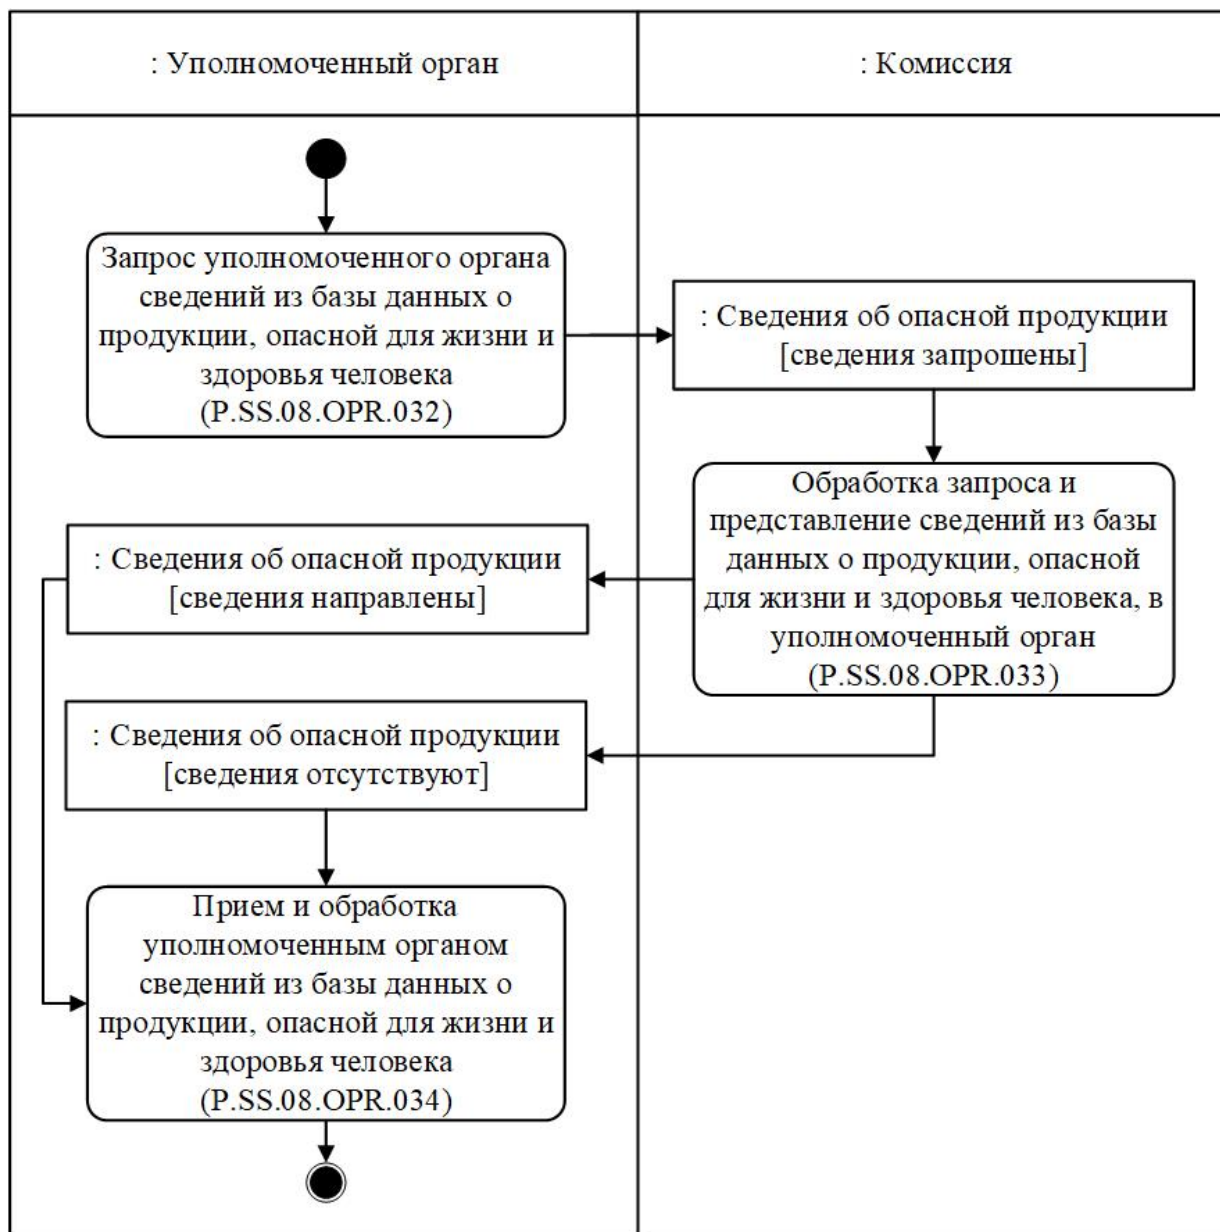 : Уполномоченный орган
: Комиссия
Запрос уполномоченного органа
сведений из базы данных о
продукции, опасной для жизни и
здоровья человека
(P.SS.08.OPR.032)
: Сведения об опасной продукции
[сведения запрошены]
Обработка запроса и
представление сведений из базы
данных о продукции, опасной
для жизни и здоровья человека, в
уполномоченный орган
(P.SS.08.OPR.033)
: Сведения об опасной продукции
[сведения направлены]
: Сведения об опасной продукции
[сведения отсутствуют]
Прием и обработка
уполномоченным органом
сведений из базы данных о
продукции, опасной для жизни и
здоровья человека
(P.SS.08.OPR.034)